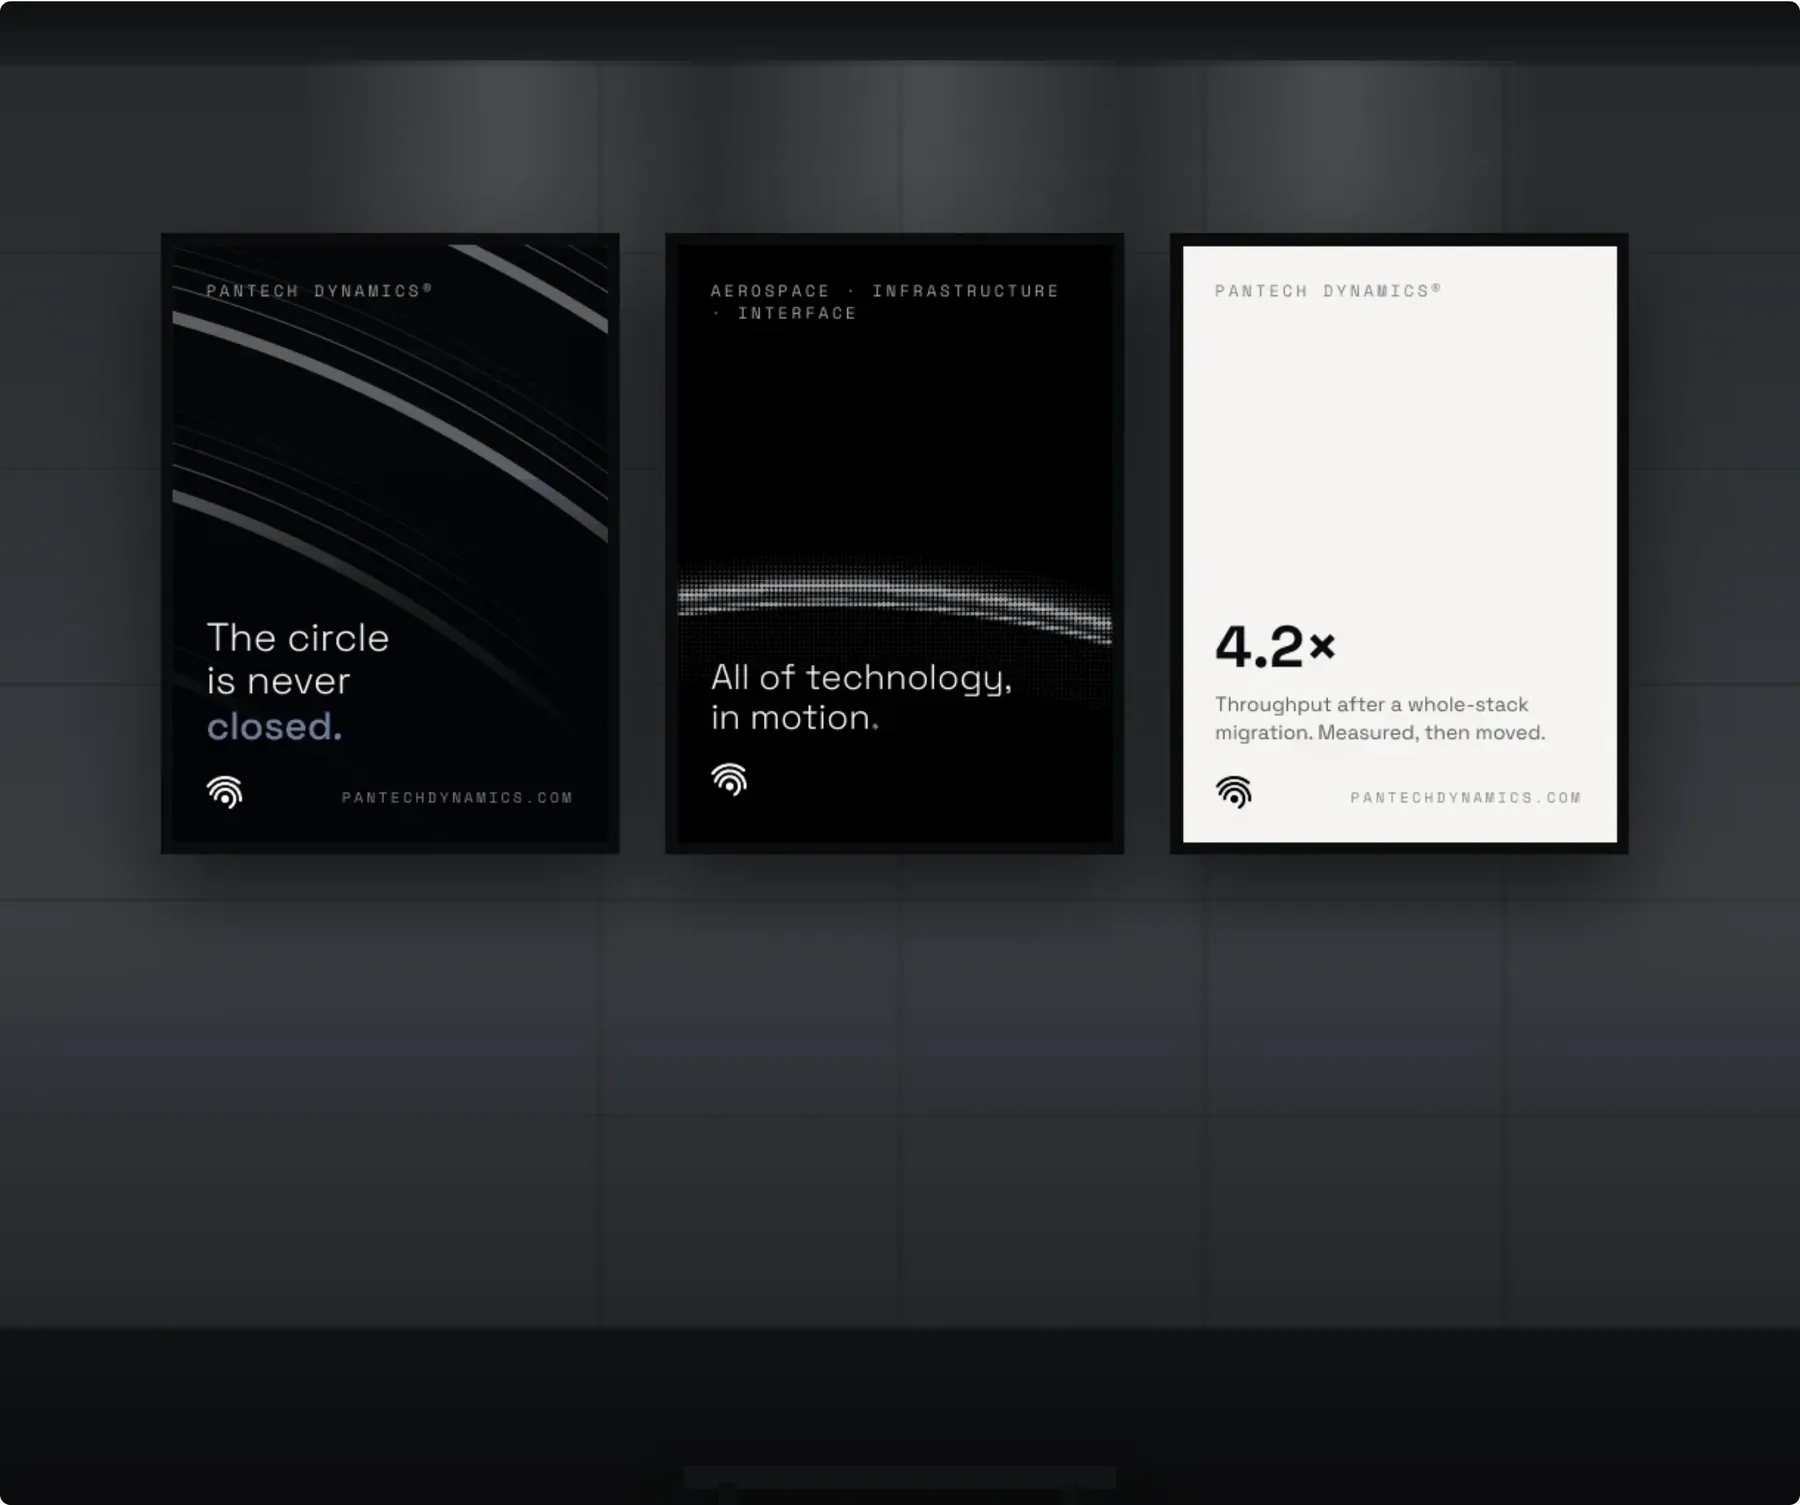 PANTECH DYNAMICS®
The circle
is never
closed.
PANTECHDYNAMICS.COM
AEROSPACE · INFRASTRUCTURE
· INTERFACE
All of technology,
in motion.
PANTECH DYNAMICS®
4.2×
Throughput after a whole-stack
migration. Measured, then moved.
PANTECHDYNAMICS.COM